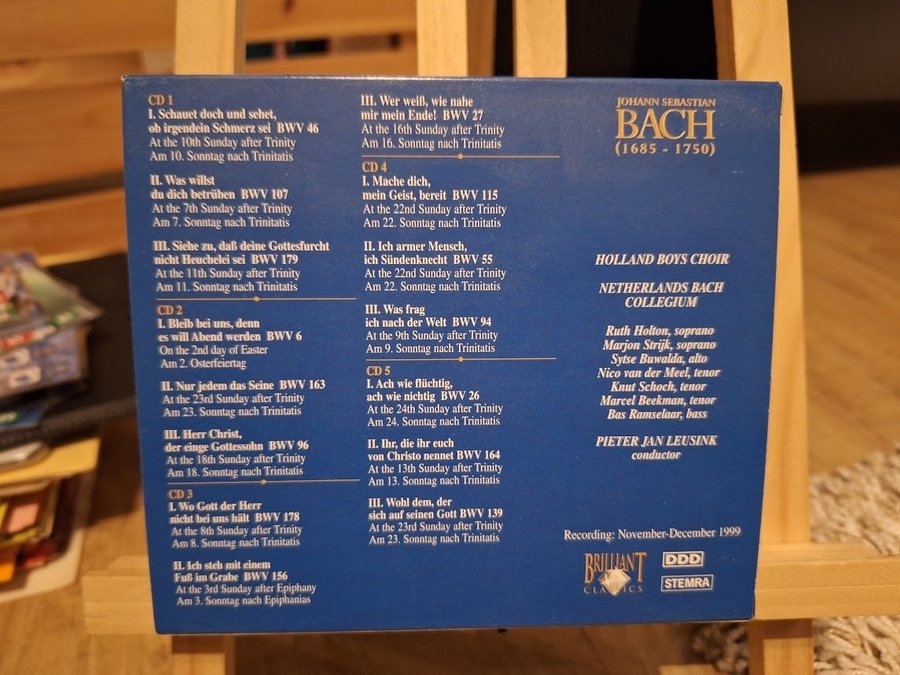 CD 1
I. Schauet doch und sehet,
ob irgendein Schmerz sei BWV 46
At the 10th Sunday after Trinity
Am 10. Sonntag nach Trinitatis
II. Was willst
du dich betrüben BWV 107
At the 7th Sunday after Trinity
Am 7. Sonntag nach Trinitatis
III. Siehe zu, daß deine Gottesfurcht
nicht Heuchelei sei BWV 179
At the 11th Sunday after Trinity
Am 11. Sonntag nach Trinitatis
CD 2
I. Bleib bei uns, denn
es will Abend werden BWV 6
On the 2nd day of Easter
Am 2. Osterfeiertag
II. Nur jedem das Seine BWV 163
At the 23rd Sunday after Trinity
Am 23. Sonntag nach Trinitatis
III. Herr Christ,
der einge Gottessohn BWV 96
At the 18th Sunday after Trinity
Am 18. Sonntag nach Trinitatis
CD 3
I. Wo Gott der Herr
nicht bei uns hält BWV 178
At the 8th Sunday after Trinity
Am 8. Sonntag nach Trinitatis
II. Ich steh mit einem
Fuß im Grabe BWV 156
At the 3rd Sunday after Epiphany
Am 3. Sonntag nach Epiphanias
III. Wer weiß, wie nahe
mir mein Ende! BWV 27
At the 16th Sunday after Trinity
Am 16. Sonntag nach Trinitatis
CD 4
I. Mache dich,
mein Geist, bereit BWV 115
At the 22nd Sunday after Trinity
Am 22. Sonntag nach Trinitatis
II. Ich armer Mensch,
ich Sündenknecht BWV 55
At the 22nd Sunday after Trinity
Am 22. Sonntag nach Trinitatis
III. Was frag
ich nach der Welt BWV 94
At the 9th Sunday after Trinity
Am 9. Sonntag nach Trinitatis
CD 5
I. Ach wie flüchtig,
ach wie nichtig BWV 26
At the 24th Sunday after Trinity
Am 24. Sonntag nach Trinitatis
II. Ihr, die ihr euch
von Christo nennet BWV 164
At the 13th Sunday after Trinity
Am 13. Sonntag nach Trinitatis
III. Wohl dem, der
sich auf seinen Gott BWV 139
At the 23rd Sunday after Trinity
Am 23. Sonntag nach Trinitatis
JOHANN SEBASTIAN
BACH
(1685 - 1750)
HOLLAND BOYS CHOIR
NETHERLANDS BACH
COLLEGIUM
Ruth Holton, soprano
Marjon Strijk, soprano
Sytse Buwalda, alto
Nico van der Meel, tenor
Knut Schoch, tenor
Marcel Beekman, tenor
Bas Ramselaar, bass
PIETER JAN LEUSINK
conductor
Recording: November-December 1999
BRILLIANT
CLASSICS
DDD
STEMRA